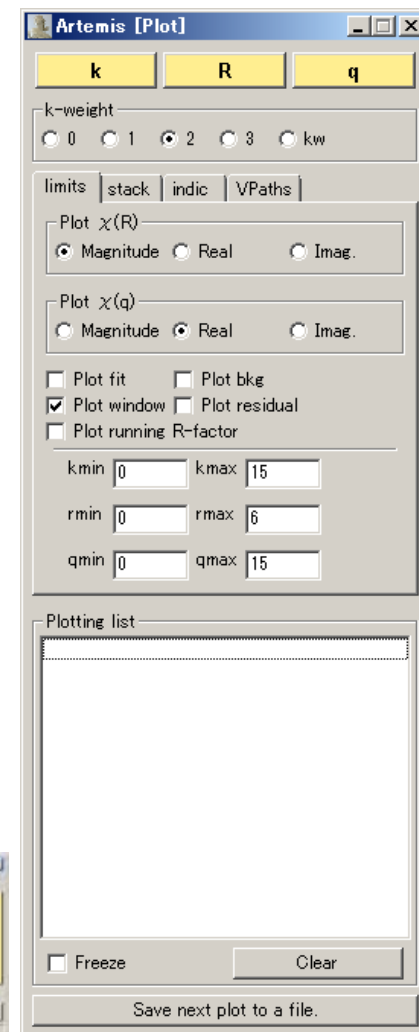 Artemis [Plot]
k R q
k-weight
0 1 2 3 kw
limits stack indic VPaths
Plot χ(R)
Magnitude Real Imag.
Plot χ(q)
Magnitude Real Imag.
Plot fit Plot bkg
Plot window Plot residual
Plot running R-factor
kmin 0 kmax 15
rmin 0 rmax 6
qmin 0 qmax 15
Plotting list
Freeze Clear
Save next plot to a file.